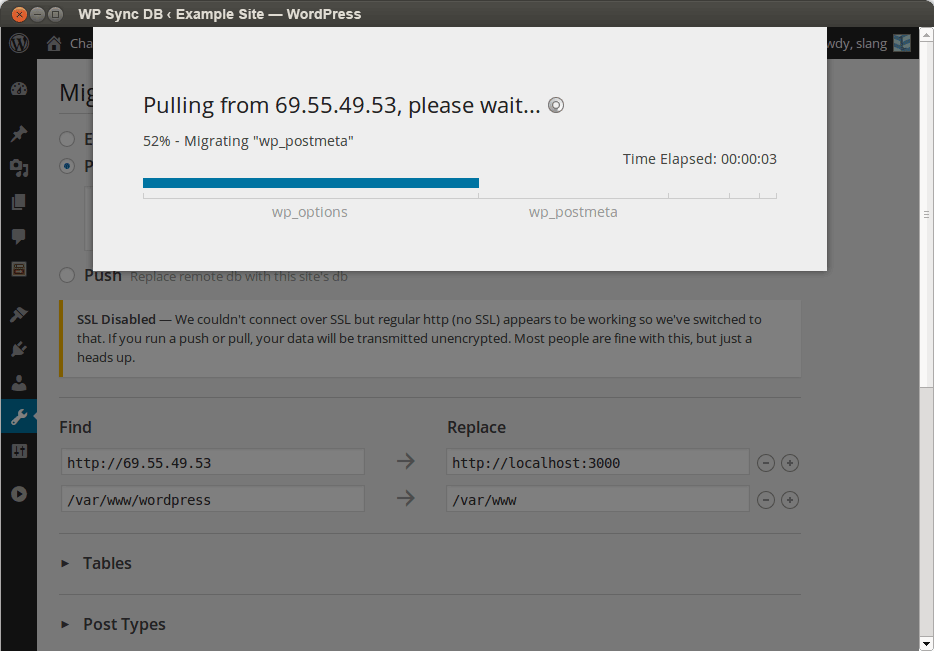 WP Sync DB ‹ Example Site — WordPress
slang
Pulling from 69.55.49.53, please wait...
52% - Migrating "wp_postmeta"
Time Elapsed: 00:00:03
wp_options
wp_postmeta
Push Replace remote db with this site's db
SSL Disabled — We couldn't connect over SSL but regular http (no SSL) appears to be working so we've switched to
that. If you run a push or pull, your data will be transmitted unencrypted. Most people are fine with this, but just a
heads up.
Find Replace
http://69.55.49.53 http://localhost:3000
/var/www/wordpress /var/www
Tables
Post Types